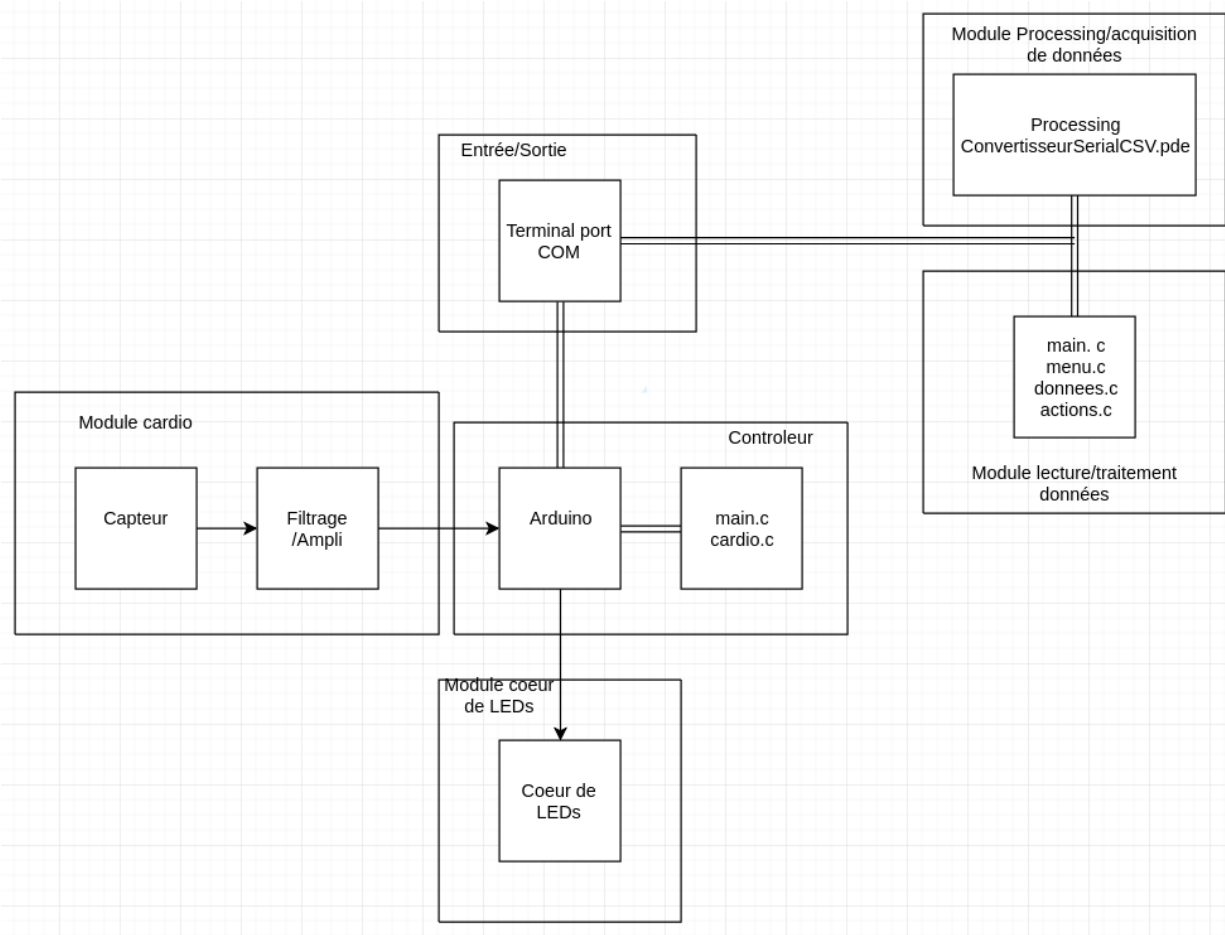 Module Processing/acquisition
de données
Processing
ConvertisseurSerialCSV.pde
Entrée/Sortie
Terminal port
COM
main. c
menu.c
donnees.c
actions.c
Module lecture/traitement
données
Module cardio
Capteur
Filtrage
/Ampli
Controleur
Arduino
main.c
cardio.c
Module coeur
de LEDs
Coeur de
LEDs